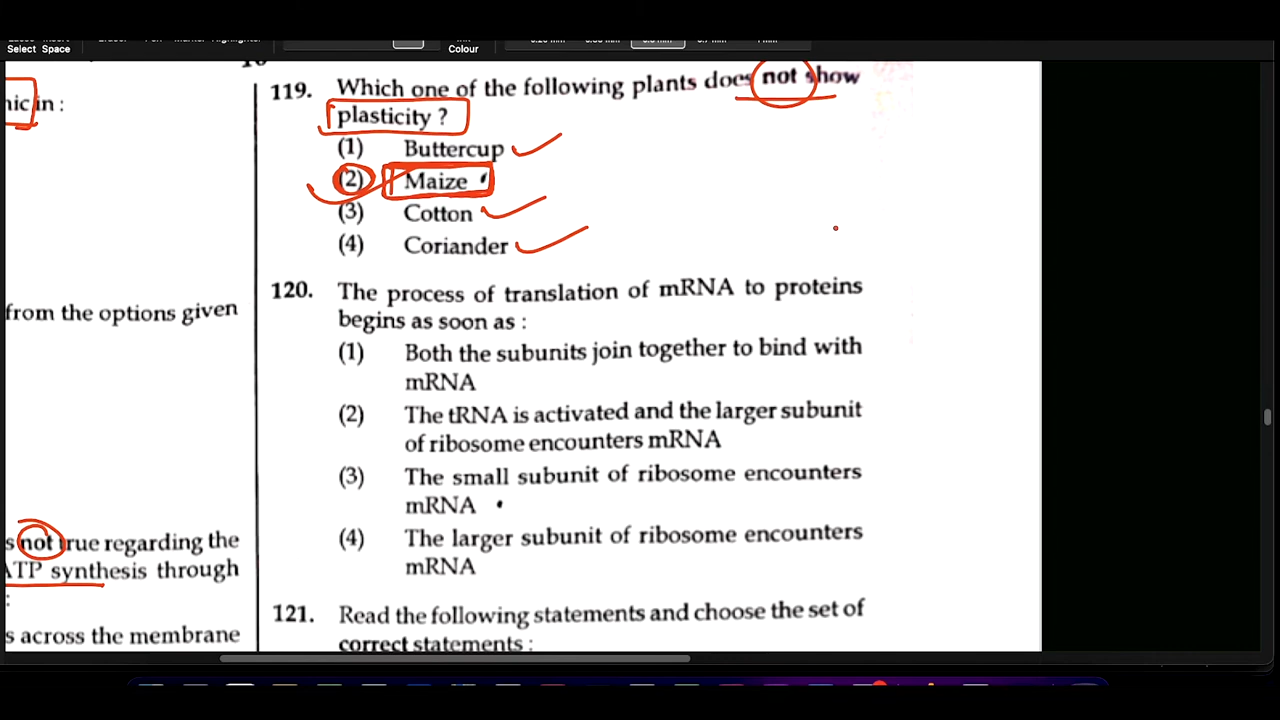 Select Space
Colour
nic in :
from the options given
s not true regarding the
ATP synthesis through
:
s across the membrane
119. Which one of the following plants does not show
plasticity ?
(1) Buttercup
(2) Maize
(3) Cotton
(4) Coriander
120. The process of translation of mRNA to proteins
begins as soon as :
(1) Both the subunits join together to bind with
mRNA
(2) The tRNA is activated and the larger subunit
of ribosome encounters mRNA
(3) The small subunit of ribosome encounters
mRNA
(4) The larger subunit of ribosome encounters
mRNA
121. Read the following statements and choose the set of
correct statements :